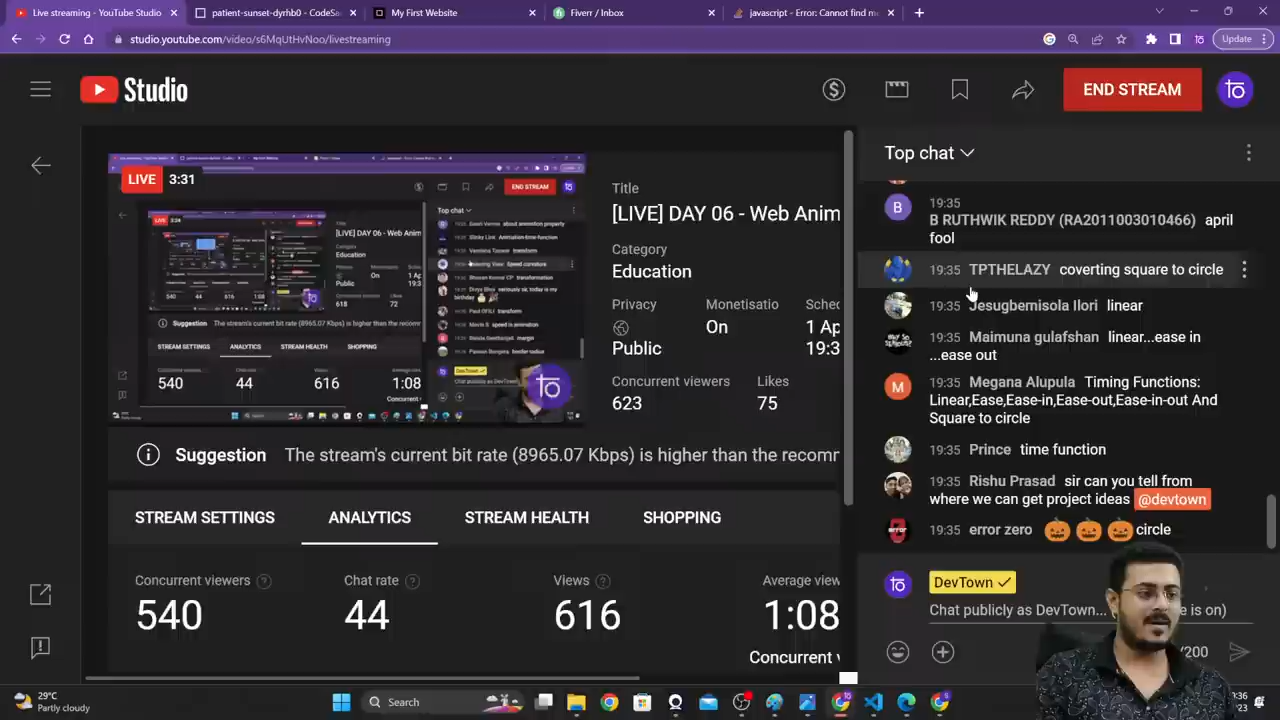 Live streaming - YouTube Studio
patient-sunset-dyrhb0 - CodeSa
My First Website
Fiverr / Inbox
javascript - Error: Cannot find m
studio.youtube.com/video/s6MqUtHvNoo/livestreaming
Update
Studio
END STREAM
LIVE 3:31
Title
[LIVE] DAY 06 - Web Anim
Category
Education
Privacy
Monetisatio
Sched
Public
On
1 Ap
19:3
Concurrent viewers
Likes
623
75
Suggestion
The stream's current bit rate (8965.07 Kbps) is higher than the recomr
STREAM SETTINGS
ANALYTICS
STREAM HEALTH
SHOPPING
Concurrent viewers
Chat rate
Views
Average view
540
44
616
1:08
Concurrent v
Top chat
19:35
B RUTHWIK REDDY (RA2011003010466) april
fool
19:35 TPTHELAZY coverting square to circle
19:35 Jesugbemisola Ilori linear
19:35 Maimuna gulafshan linear...ease in
...ease out
19:35 Megana Alupula Timing Functions:
Linear,Ease,Ease-in,Ease-out,Ease-in-out And
Square to circle
19:35 Prince time function
19:35 Rishu Prasad sir can you tell from
where we can get project ideas @devtown
19:35 error zero circle
DevTown
Chat publicly as DevTown... e is on)
/200
29°C
Partly cloudy
Search